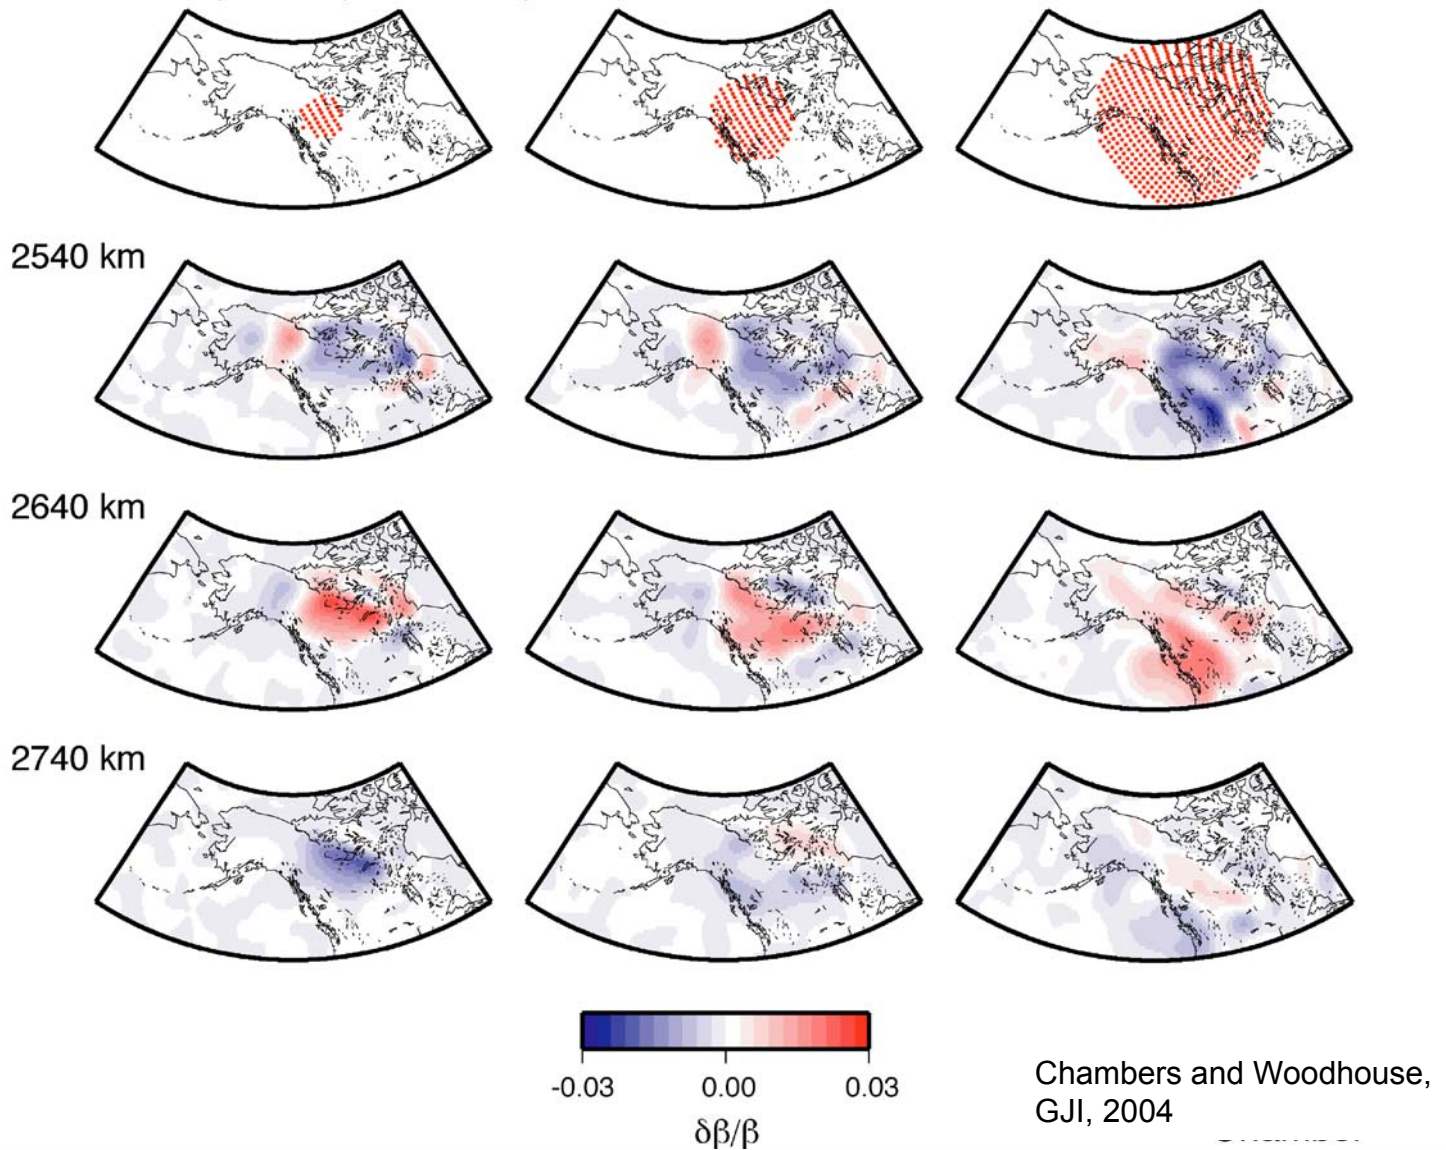 2540 km
2640 km
2740 km
-0.03 0.00 0.03
δβ/β
Chambers and Woodhouse,
GJI, 2004